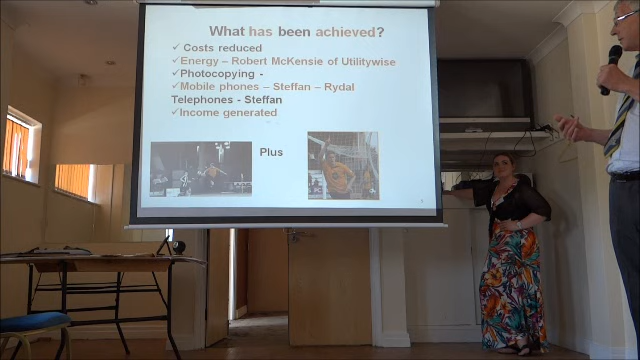 What has been achieved?
✓ Costs reduced
✓Energy – Robert McKensie of Utilitywise
✓Photocopying -
✓Mobile phones – Steffan – Rydal
Telephones - Steffan
✓Income generated
Plus